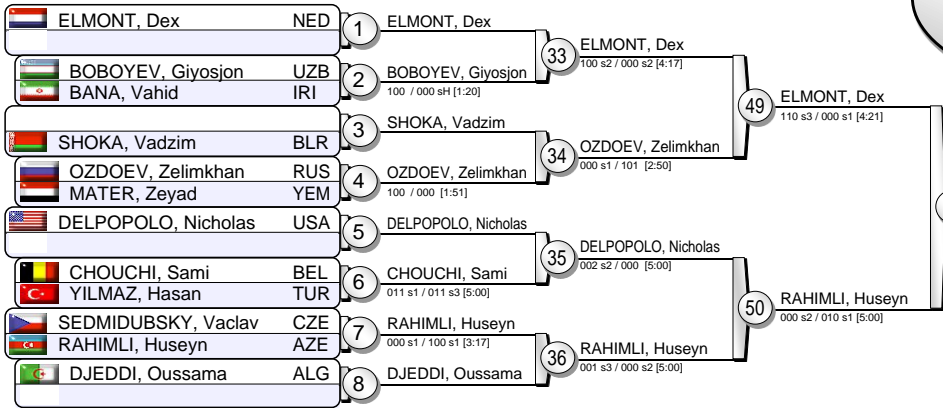 ELMONT, Dex NED
1
ELMONT, Dex
BOBOYEV, Giyosjon UZB
BANA, Vahid IRI
2
BOBOYEV, Giyosjon
100 / 000 sH [1:20]
33
ELMONT, Dex
100 s2 / 000 s2 [4:17]
SHOKA, Vadzim BLR
3
SHOKA, Vadzim
OZDOEV, Zelimkhan RUS
MATER, Zeyad YEM
4
OZDOEV, Zelimkhan
100 / 000 [1:51]
34
OZDOEV, Zelimkhan
000 s1 / 101 [2:50]
49
ELMONT, Dex
110 s3 / 000 s1 [4:21]
DELPOPOLO, Nicholas USA
5
DELPOPOLO, Nicholas
CHOUCHI, Sami BEL
YILMAZ, Hasan TUR
6
CHOUCHI, Sami
011 s1 / 011 s3 [5:00]
35
DELPOPOLO, Nicholas
002 s2 / 000 [5:00]
SEDMIDUBSKY, Vaclav CZE
RAHIMLI, Huseyn AZE
7
RAHIMLI, Huseyn
000 s1 / 100 s1 [3:17]
DJEDDI, Oussama ALG
8
DJEDDI, Oussama
36
RAHIMLI, Huseyn
001 s3 / 000 s2 [5:00]
50
RAHIMLI, Huseyn
000 s2 / 010 s1 [5:00]